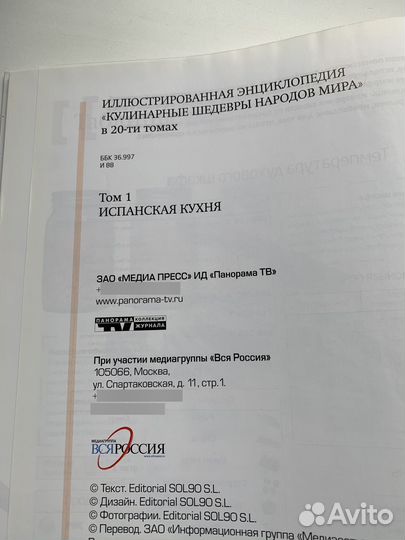 ИЛЛЮСТРИРОВАННАЯ ЭНЦИКЛОПЕДИЯ
«КУЛИНАРНЫЕ ШЕДЕВРЫ НАРОДОВ МИРА»
в 20-ти томах
ББК 36.997
И 88
Том 1
ИСПАНСКАЯ КУХНЯ
ЗАО «МЕДИА ПРЕСС» ИД «Панорама ТВ»
+
www.panorama-tv.ru
ПАНОРАМА TV КОЛЛЕКЦИЯ ЖУРНАЛА
При участии медиагруппы «Вся Россия»
105066, Москва,
ул. Спартаковская, д. 11, стр.1.
+
МЕДИАГРУППА
ВСЯ РОССИЯ
© Текст. Editorial SOL90 S.L.
© Дизайн. Editorial SOL90 S.L.
© Фотографии. Editorial SOL90 S.L.
© Перевод. ЗАО «Информационная группа
Avito